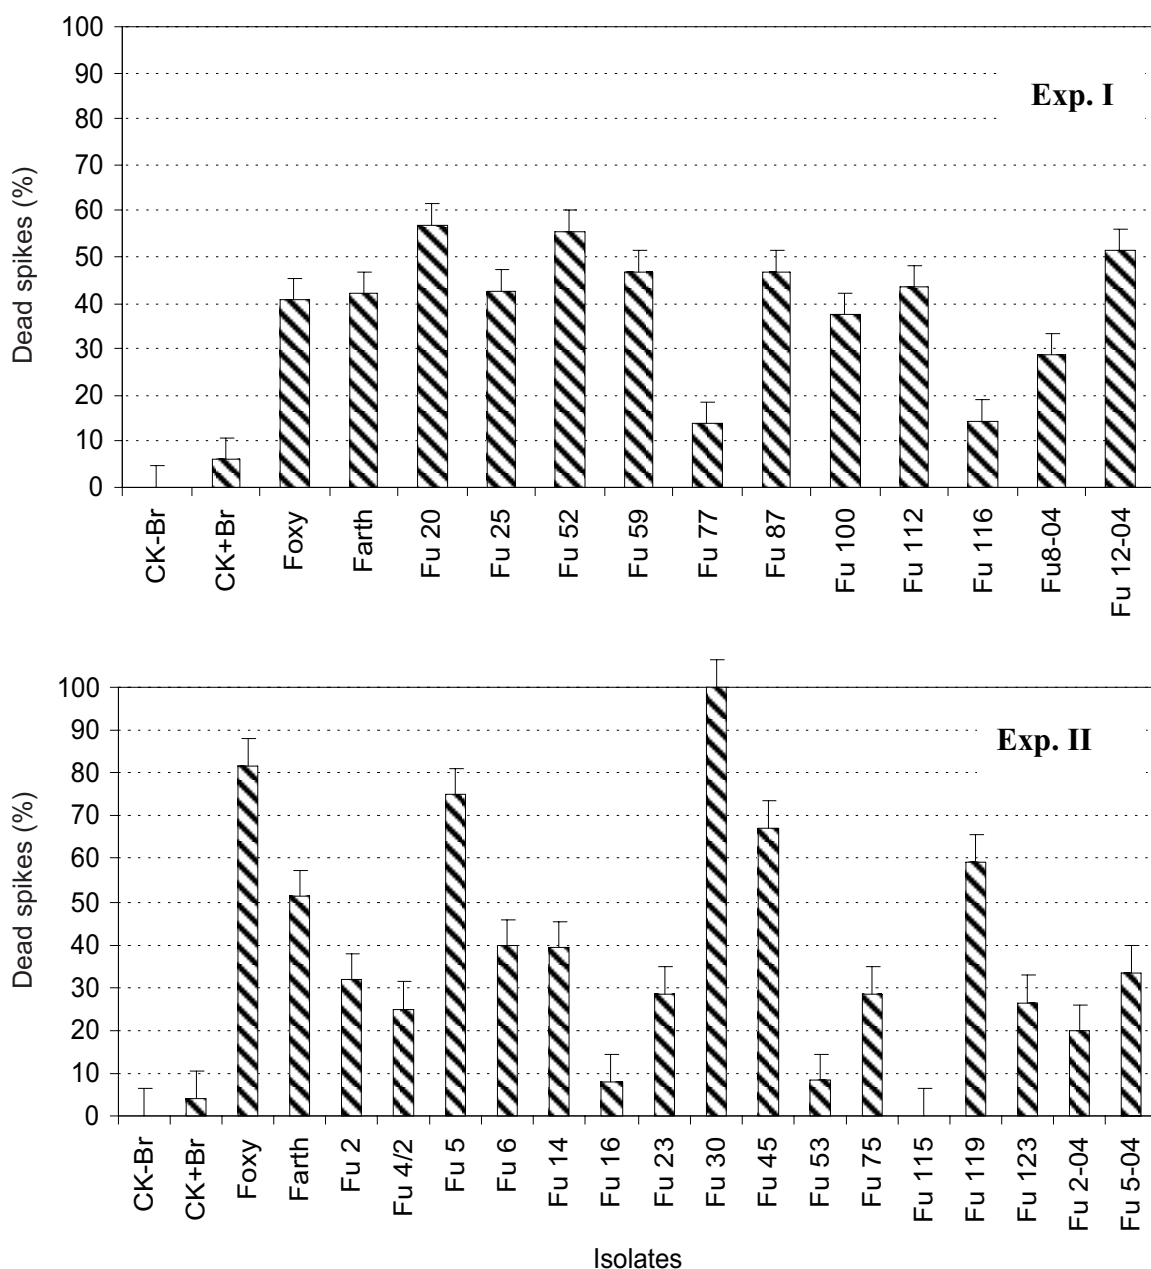 100
90
80
70
60
50
40
30
20
10
0
Dead spikes (%)
Exp. I
CK-Br
CK+Br
Foxy
Farth
Fu 20
Fu 25
Fu 52
Fu 59
Fu 77
Fu 87
Fu 100
Fu 112
Fu 116
Fu8-04
Fu 12-04
100
90
80
70
60
50
40
30
20
10
0
Dead spikes (%)
Exp. II
CK-Br
CK+Br
Foxy
Farth
Fu 2
Fu 4/2
Fu 5
Fu 6
Fu 14
Fu 16
Fu 23
Fu 30
Fu 45
Fu 53
Fu 75
Fu 115
Fu 119
Fu 123
Fu 2-04
Fu 5-04
Isolates